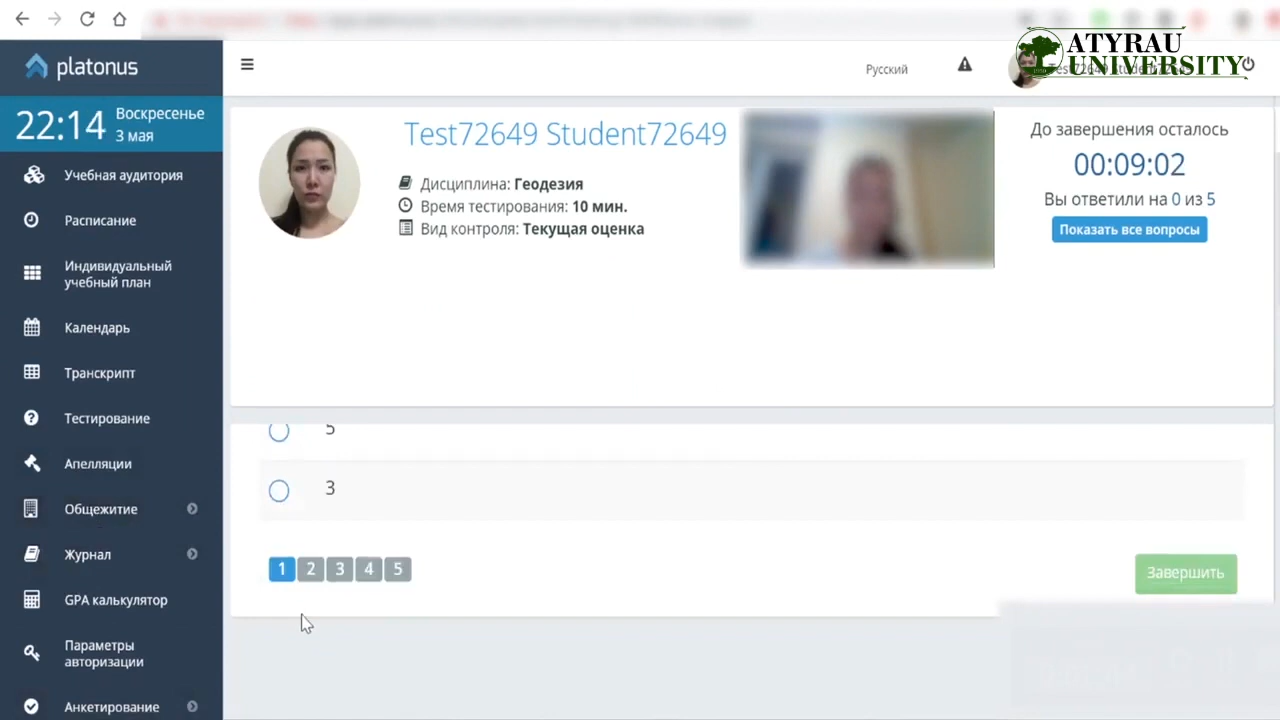 platonus
Русский
ATYRAU
UNIVERSITY
22:14
Воскресенье
3 мая
Учебная аудитория
Расписание
Индивидуальный
учебный план
Календарь
Транскрипт
Тестирование
Апелляции
Общежитие
Журнал
GPA калькулятор
Параметры
авторизации
Анкетирование
Test72649 Student72649
Дисциплина: Геодезия
Время тестирования: 10 мин.
Вид контроля: Текущая оценка
До завершения осталось
00:09:02
Вы ответили на 0 из 5
Показать все вопросы
5
3
1 2 3 4 5
Завершить